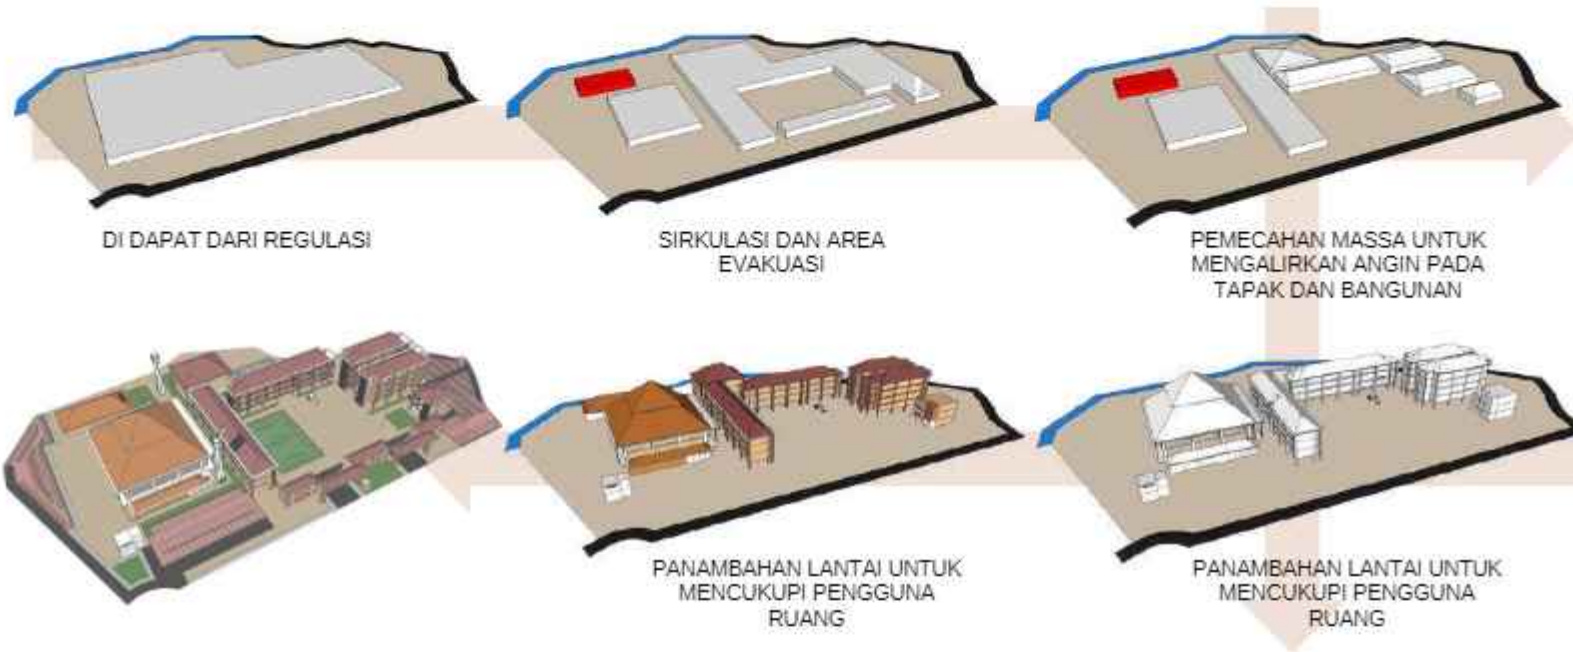 DI DAPAT DARI REGULASI
SIRKULASI DAN AREA
EVAKUASI
PEMECAHAN MASSA UNTUK
MENGALIRKAN ANGIN PADA
TAPAK DAN BANGUNAN
PANAMBAHAN LANTAI UNTUK
MENCUKUPI PENGGUNA
RUANG
PANAMBAHAN LANTAI UNTUK
MENCUKUPI PENGGUNA
RUANG